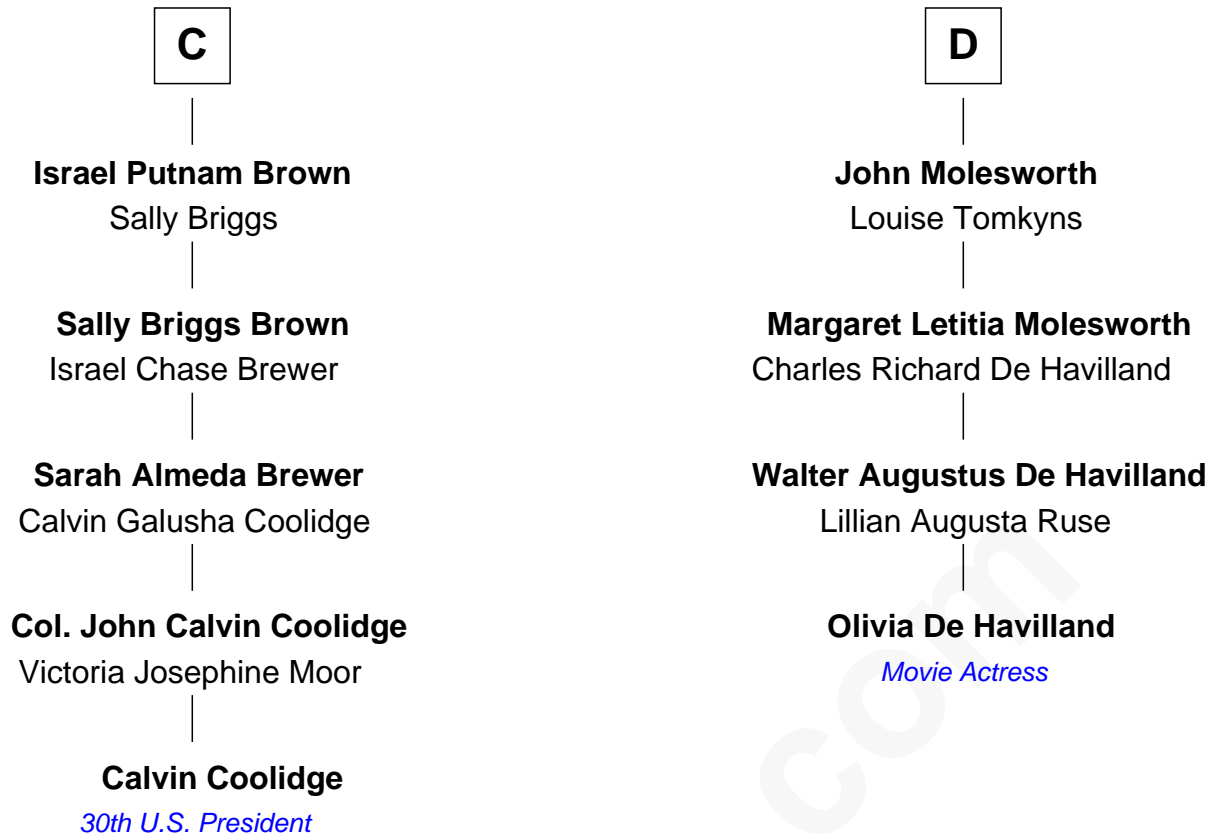 C
Israel Putnam Brown
Sally Briggs
Sally Briggs Brown
Israel Chase Brewer
Sarah Almeda Brewer
Calvin Galusha Coolidge
Col. John Calvin Coolidge
Victoria Josephine Moor
Calvin Coolidge
30th U.S. President
D
John Molesworth
Louise Tomkyns
Margaret Letitia Molesworth
Charles Richard De Havilland
Walter Augustus De Havilland
Lillian Augusta Ruse
Olivia De Havilland
Movie Actress
com